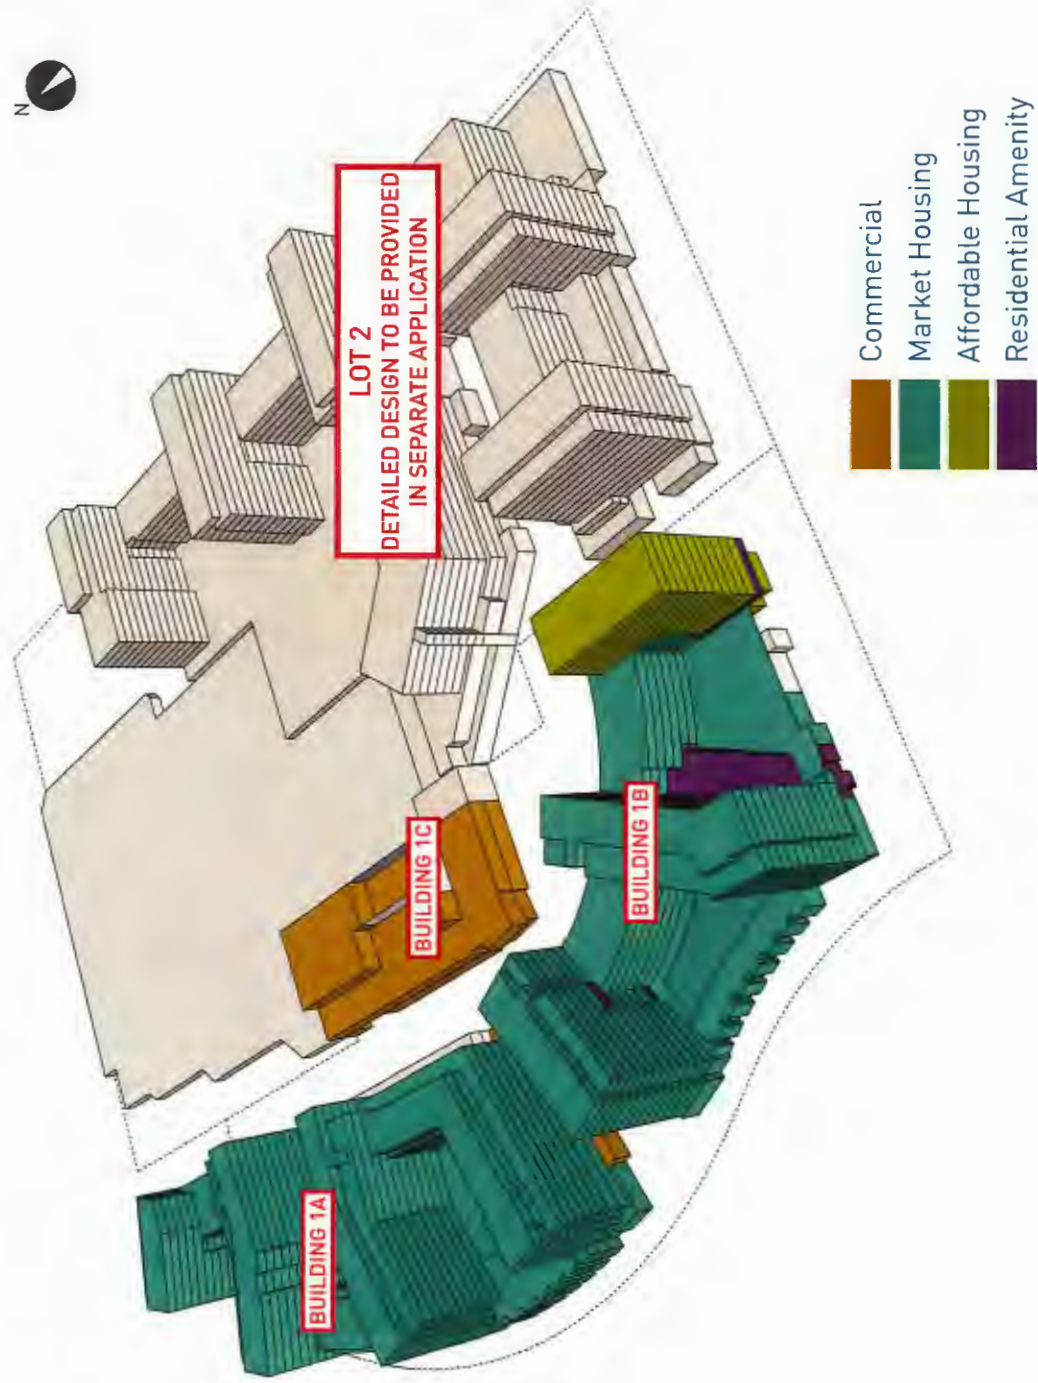 N
LOT 2
DETAILED DESIGN TO BE PROVIDED
IN SEPARATE APPLICATION
BUILDING 1C
BUILDING 1B
BUILDING 1A
Commercial
Market Housing
Affordable Housing
Residential Amenity